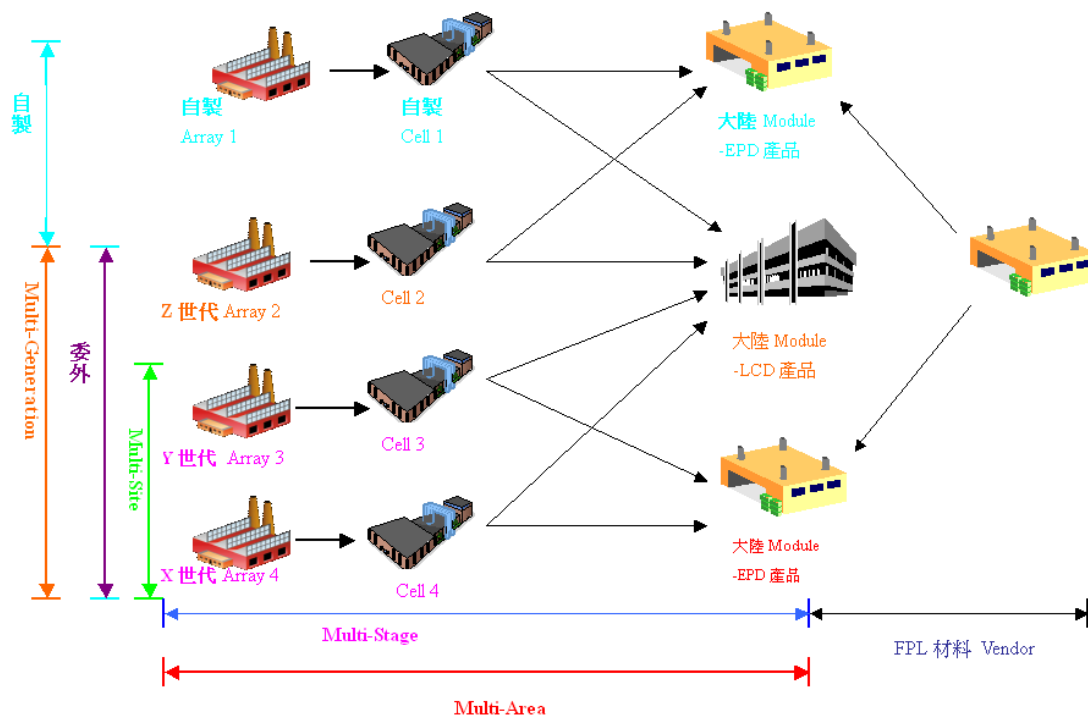 自製
自製
Array 1
自製
Cell 1
大陸 Module
-EPD 產品
Multi-Generation
委外
Z 世代 Array 2
Cell 2
大陸 Module
-LCD 產品
Multi-Site
Y 世代 Array 3
Cell 3
X 世代 Array 4
Cell 4
大陸 Module
-EPD 產品
Multi-Stage
FPL 材料 Vendor
Multi-Area